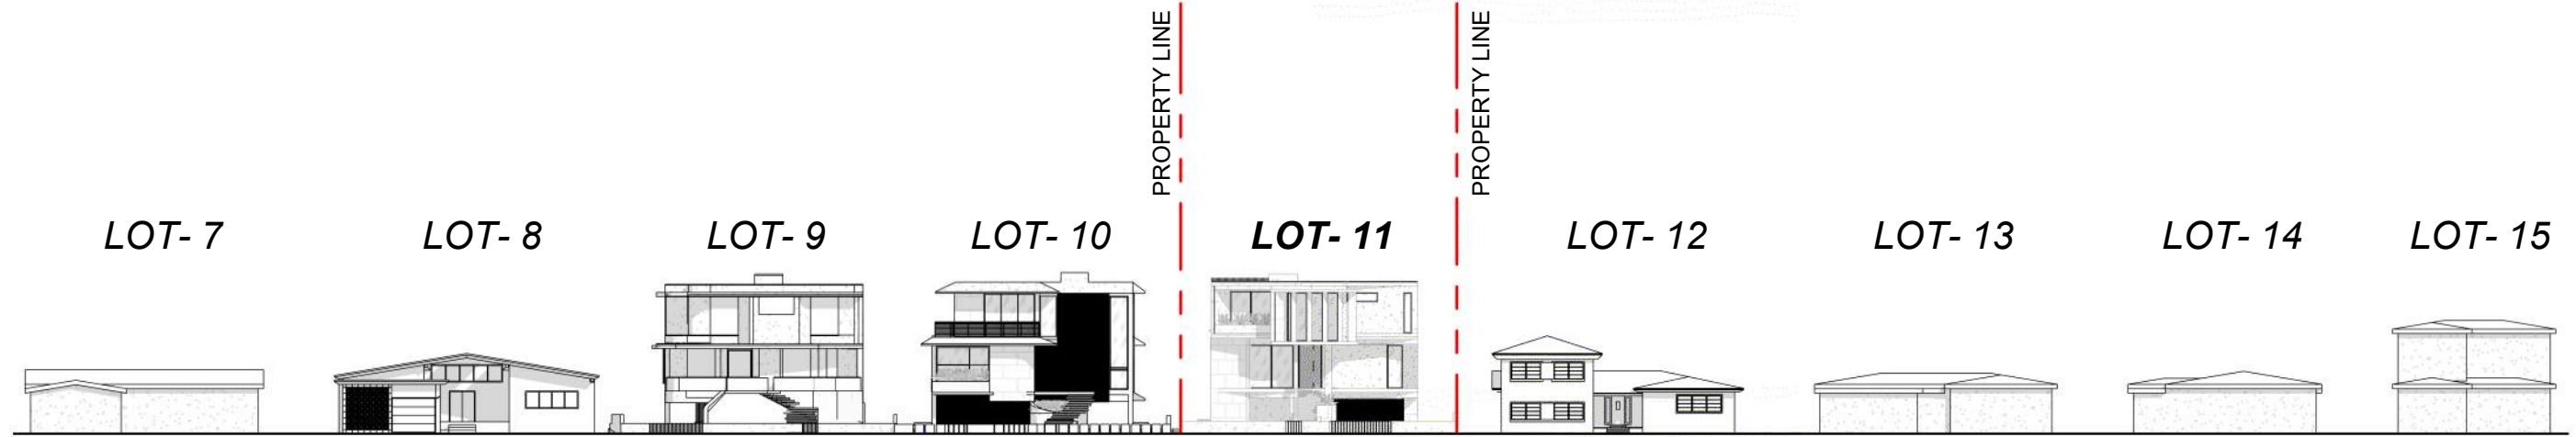 PROPERTY LINE
PROPERTY LINE
LOT- 7
LOT- 8
LOT- 9
LOT- 10
LOT- 11
LOT- 12
LOT- 13
LOT- 14
LOT- 15